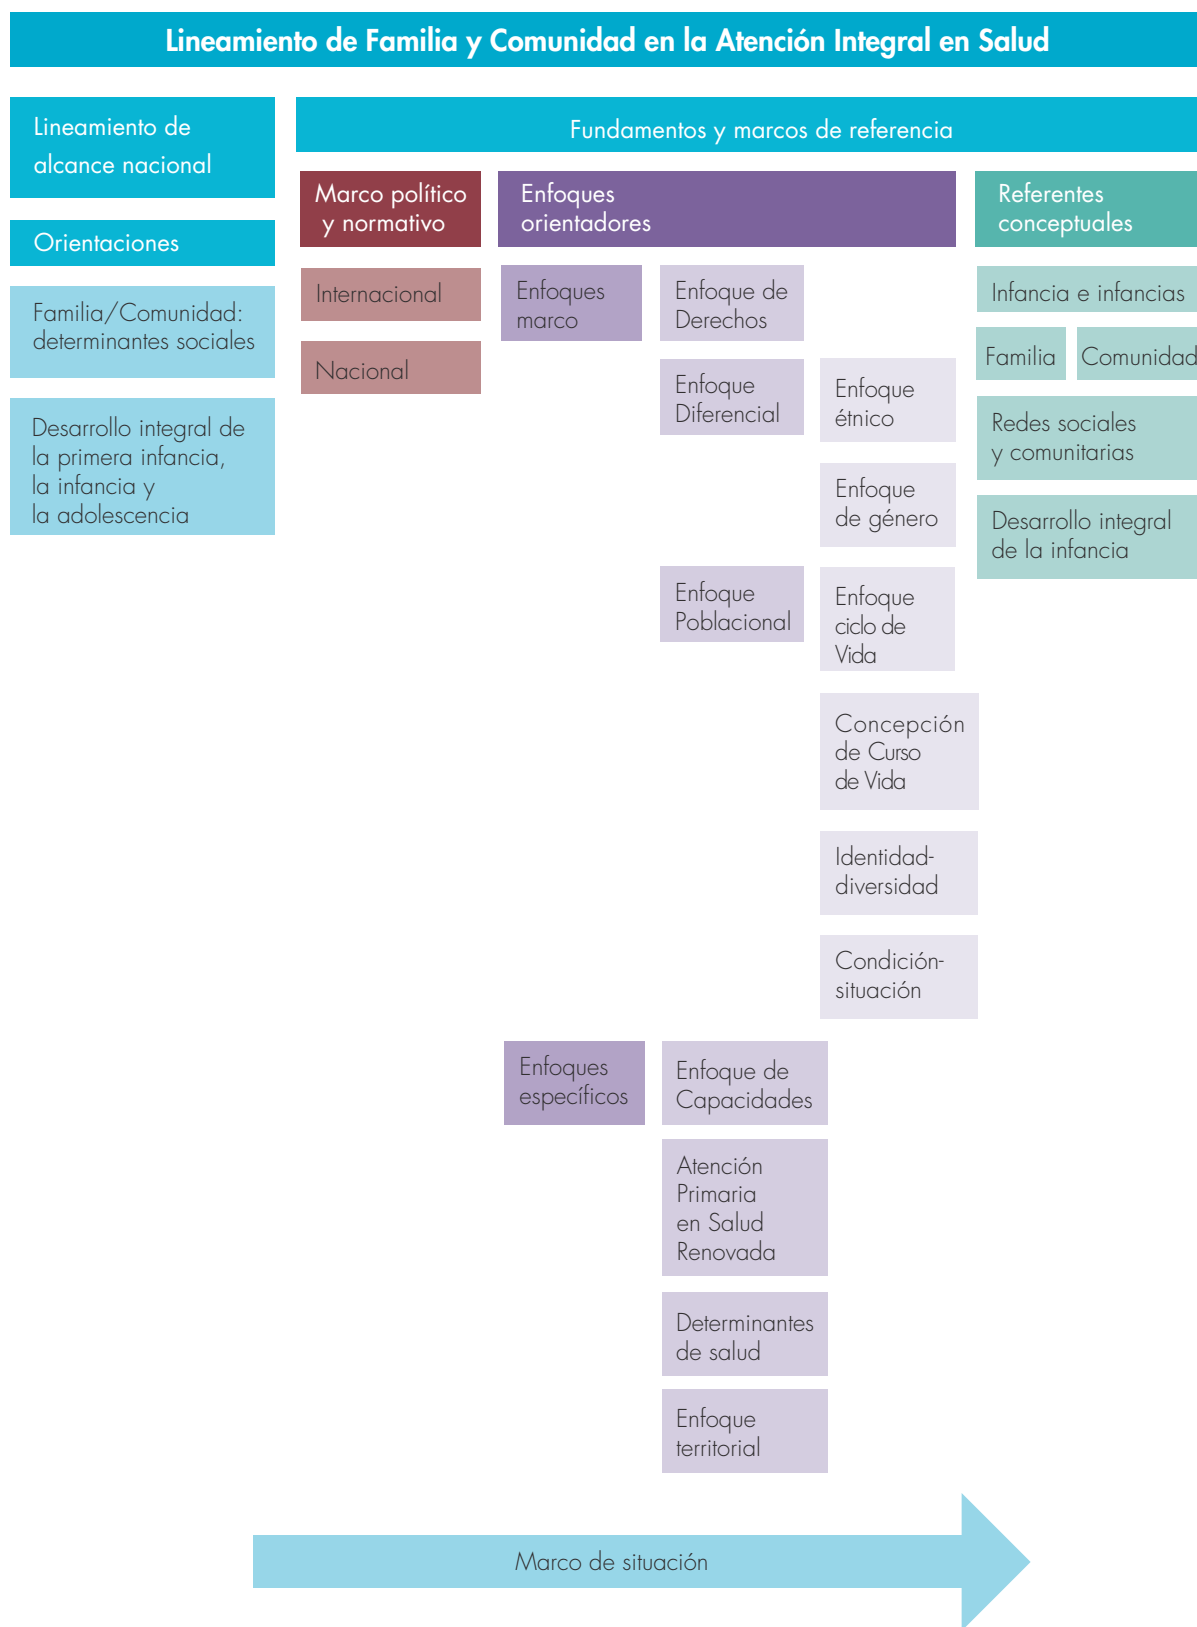 Lineamiento de Familia y Comunidad en la Atención Integral en Salud
Lineamiento de
alcance nacional
Orientaciones
Familia/Comunidad:
determinantes sociales
Desarrollo integral de
la primera infancia,
la infancia y
la adolescencia
Fundamentos y marcos de referencia
Marco político
y normativo
Internacional
Nacional
Enfoques
orientadores
Enfoques
marco
Enfoque de
Derechos
Enfoque
Diferencial
Enfoque
étnico
Enfoque
de género
Enfoque
Poblacional
Enfoque
ciclo de
Vida
Concepción
de Curso
de Vida
Identidad-
diversidad
Condición-
situación
Enfoques
específicos
Enfoque de
Capacidades
Atención
Primaria
en Salud
Renovada
Determinantes
de salud
Enfoque
territorial
Referentes
conceptuales
Infancia e infancias
Familia
Comunidad
Redes sociales
y comunitarias
Desarrollo integral
de la infancia
Marco de situación